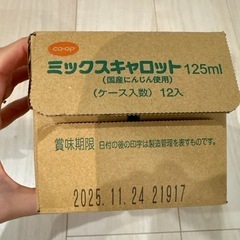 co-op
ミックスキャロット 125ml
(国産にんじん使用)
(ケース入数) 12入
賞味期限 日付の後の印字は製造管理を表すものです。
2025.11.24 21917